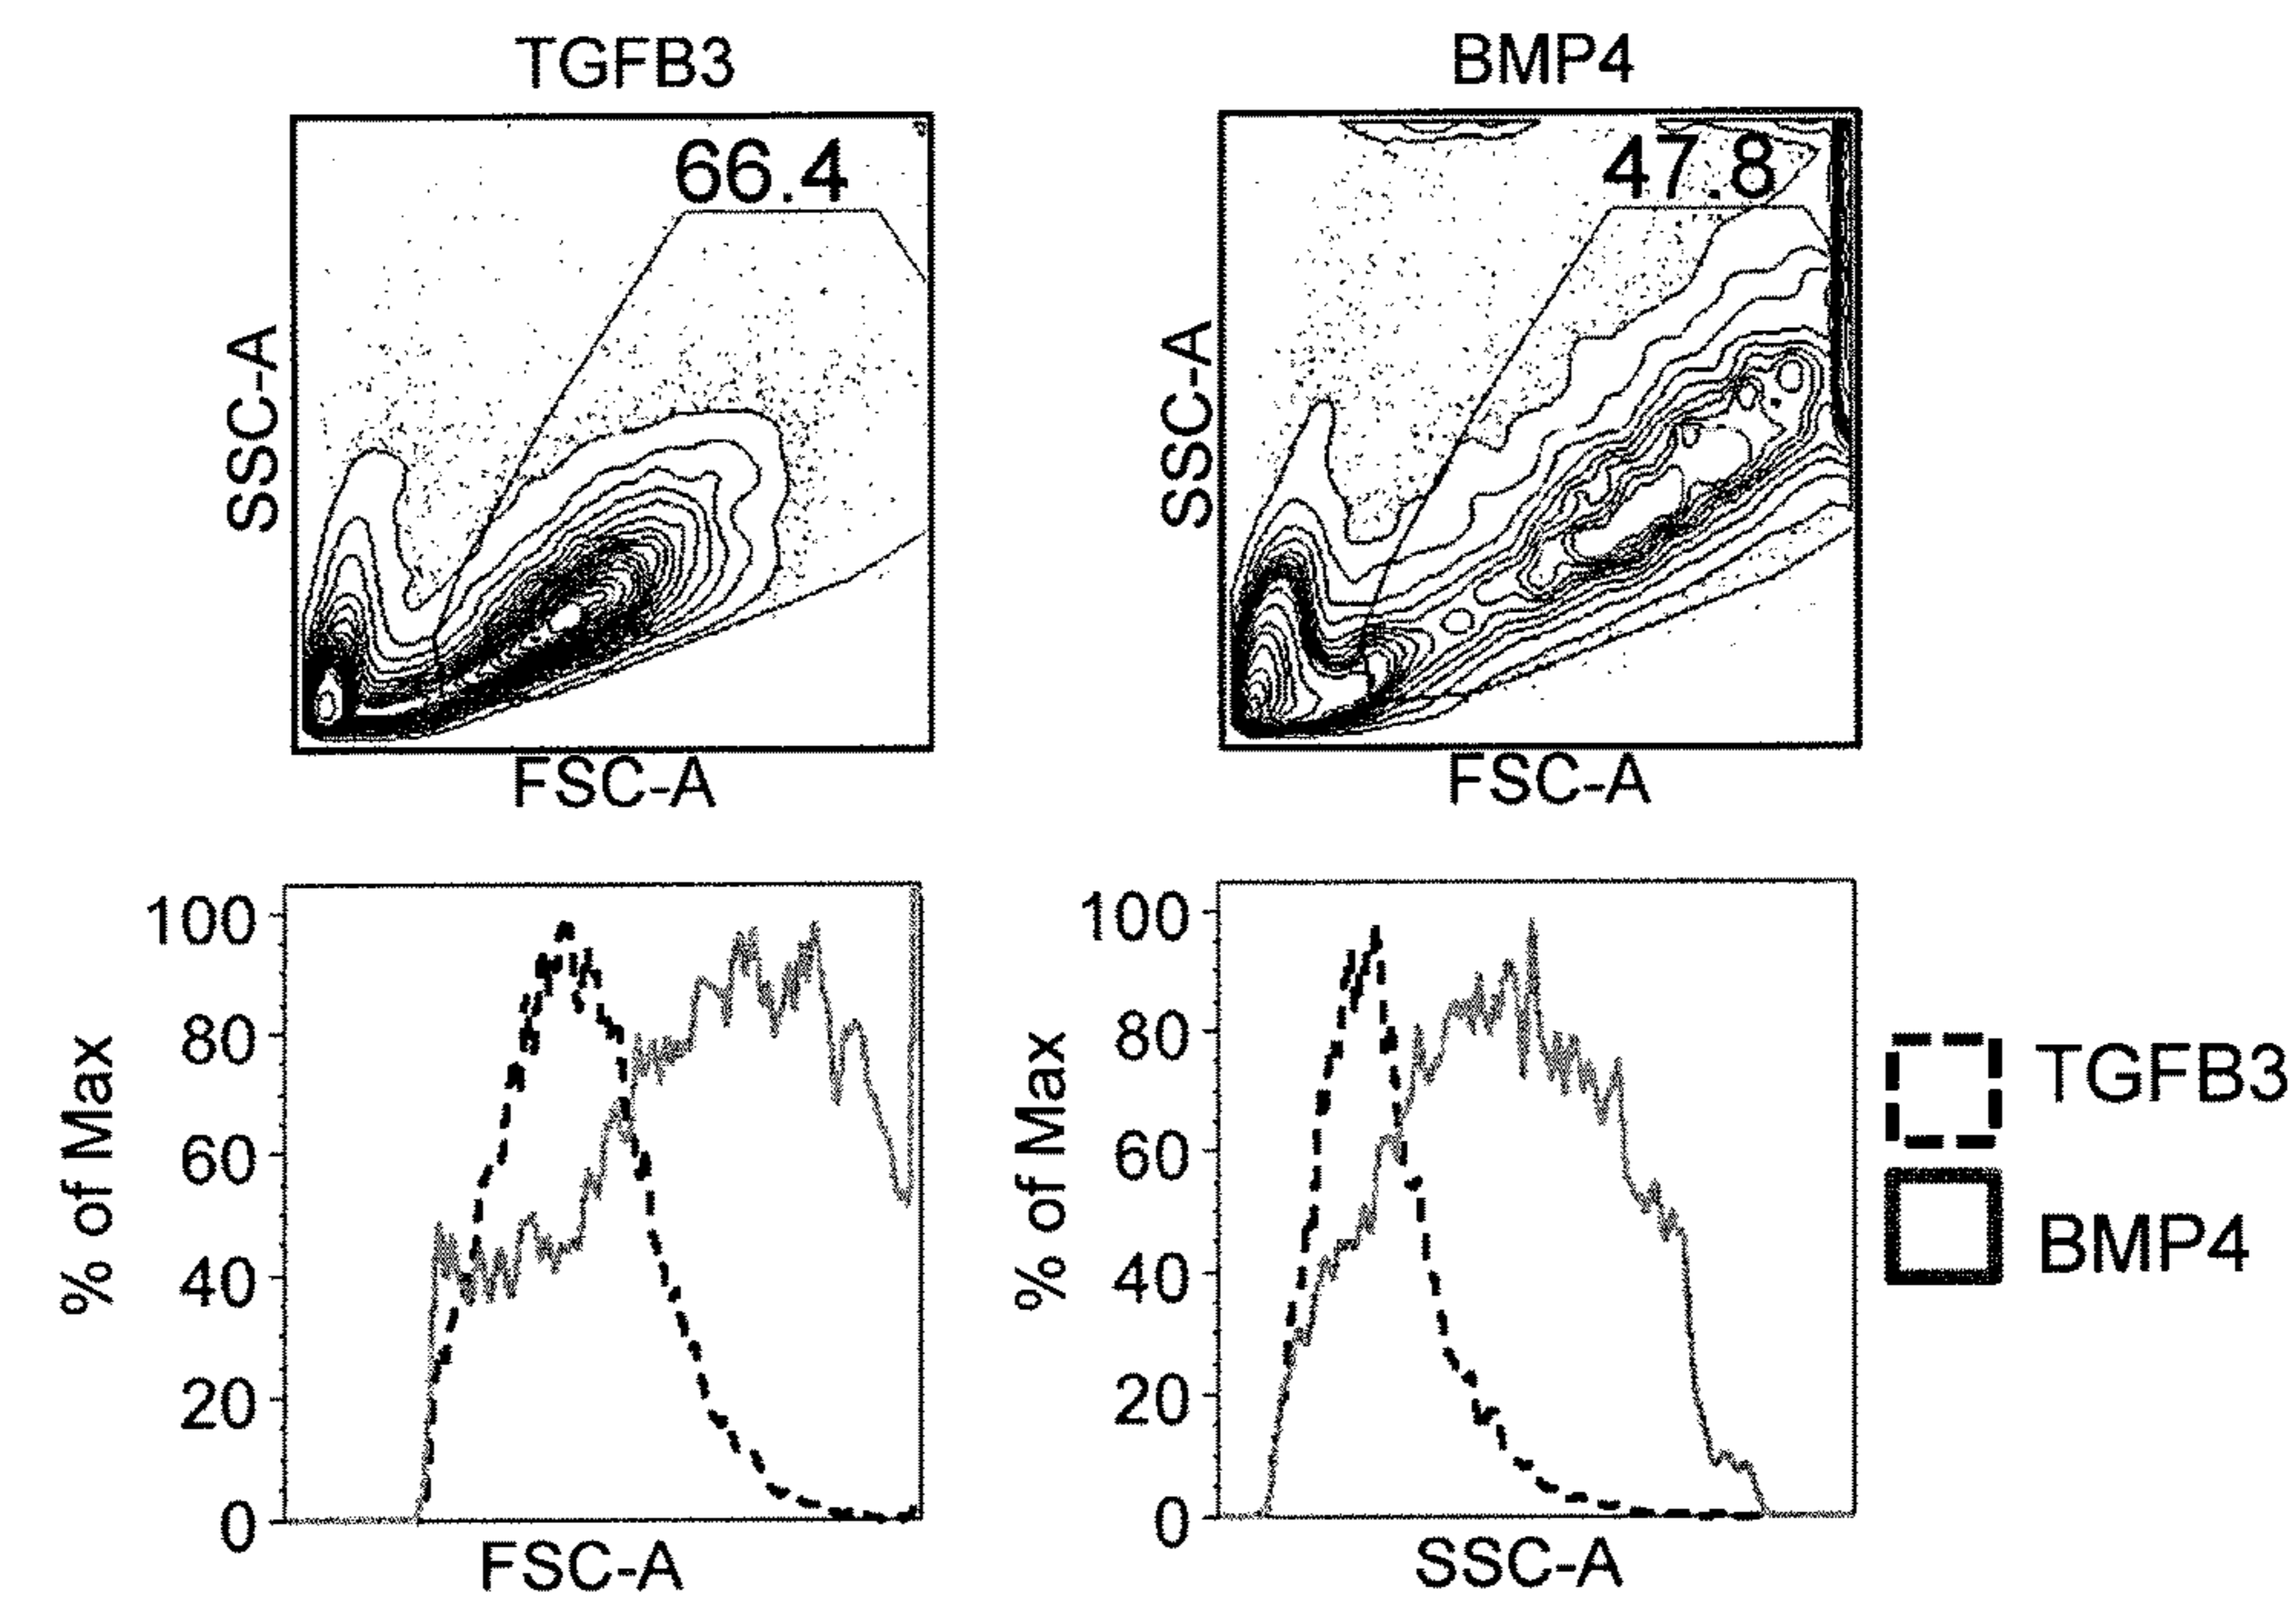 TGFB3
66.4
SSC-A
FSC-A
BMP4
47.8
SSC-A
FSC-A
100
80
60
40
20
0
% of Max
FSC-A
100
80
60
40
20
0
% of Max
SSC-A
TGFB3
BMP4